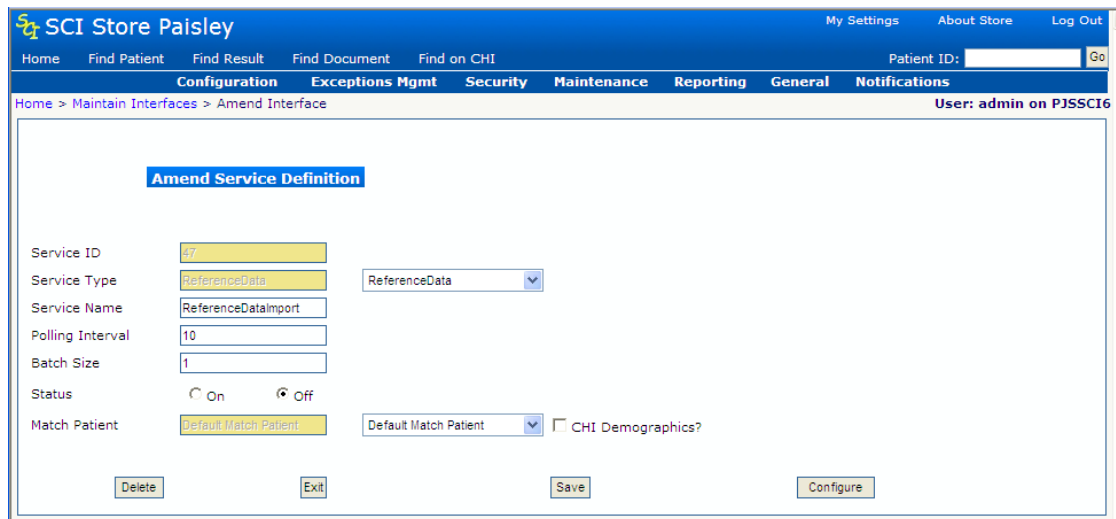 SCI SCI Store Paisley
My Settings About Store Log Out
Home Find Patient Find Result Find Document Find on CHI Patient ID: Go
Configuration Exceptions Mgmt Security Maintenance Reporting General Notifications
Home > Maintain Interfaces > Amend Interface User: admin on PJSSCI6
Amend Service Definition
Service ID 47
Service Type ReferenceData ReferenceData
Service Name ReferenceDataImport
Polling Interval 10
Batch Size 1
Status On Off
Match Patient Default Match Patient Default Match Patient CHI Demographics?
Delete Exit Save Configure